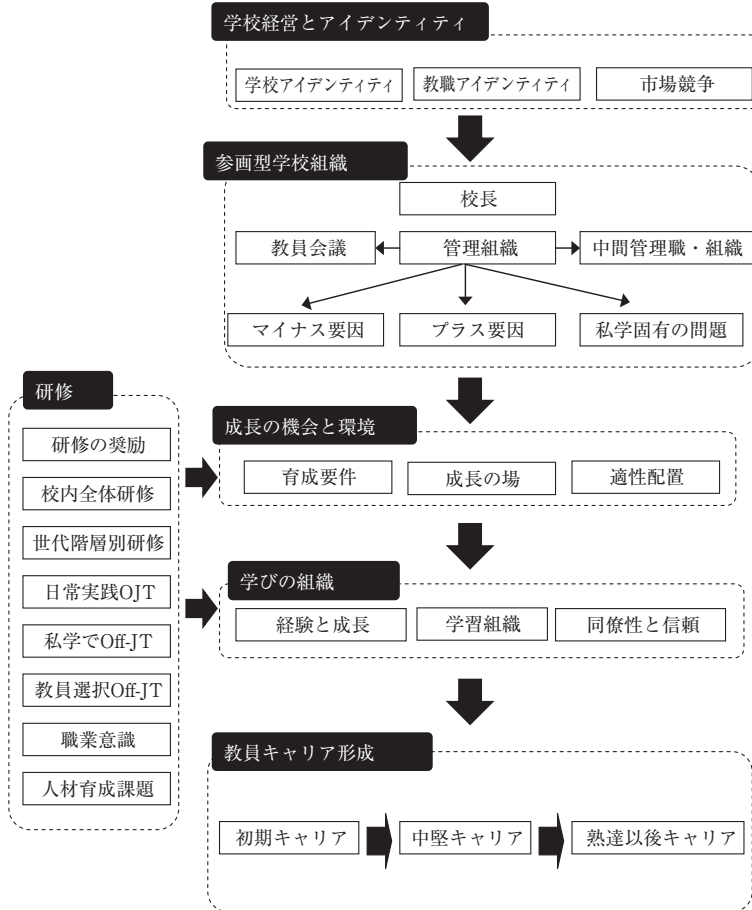 学校経営とアイデンティティ
学校アイデンティティ
教職アイデンティティ
市場競争
参画型学校組織
校長
教員会議
管理組織
中間管理職・組織
マイナス要因
プラス要因
私学固有の問題
研修
研修の奨励
校内全体研修
世代階層別研修
日常実践OJT
私学でOff-JT
教員選択Off-JT
職業意識
人材育成課題
成長の機会と環境
育成要件
成長の場
適性配置
学びの組織
経験と成長
学習組織
同僚性と信頼
教員キャリア形成
初期キャリア
中堅キャリア
熟達以後キャリア